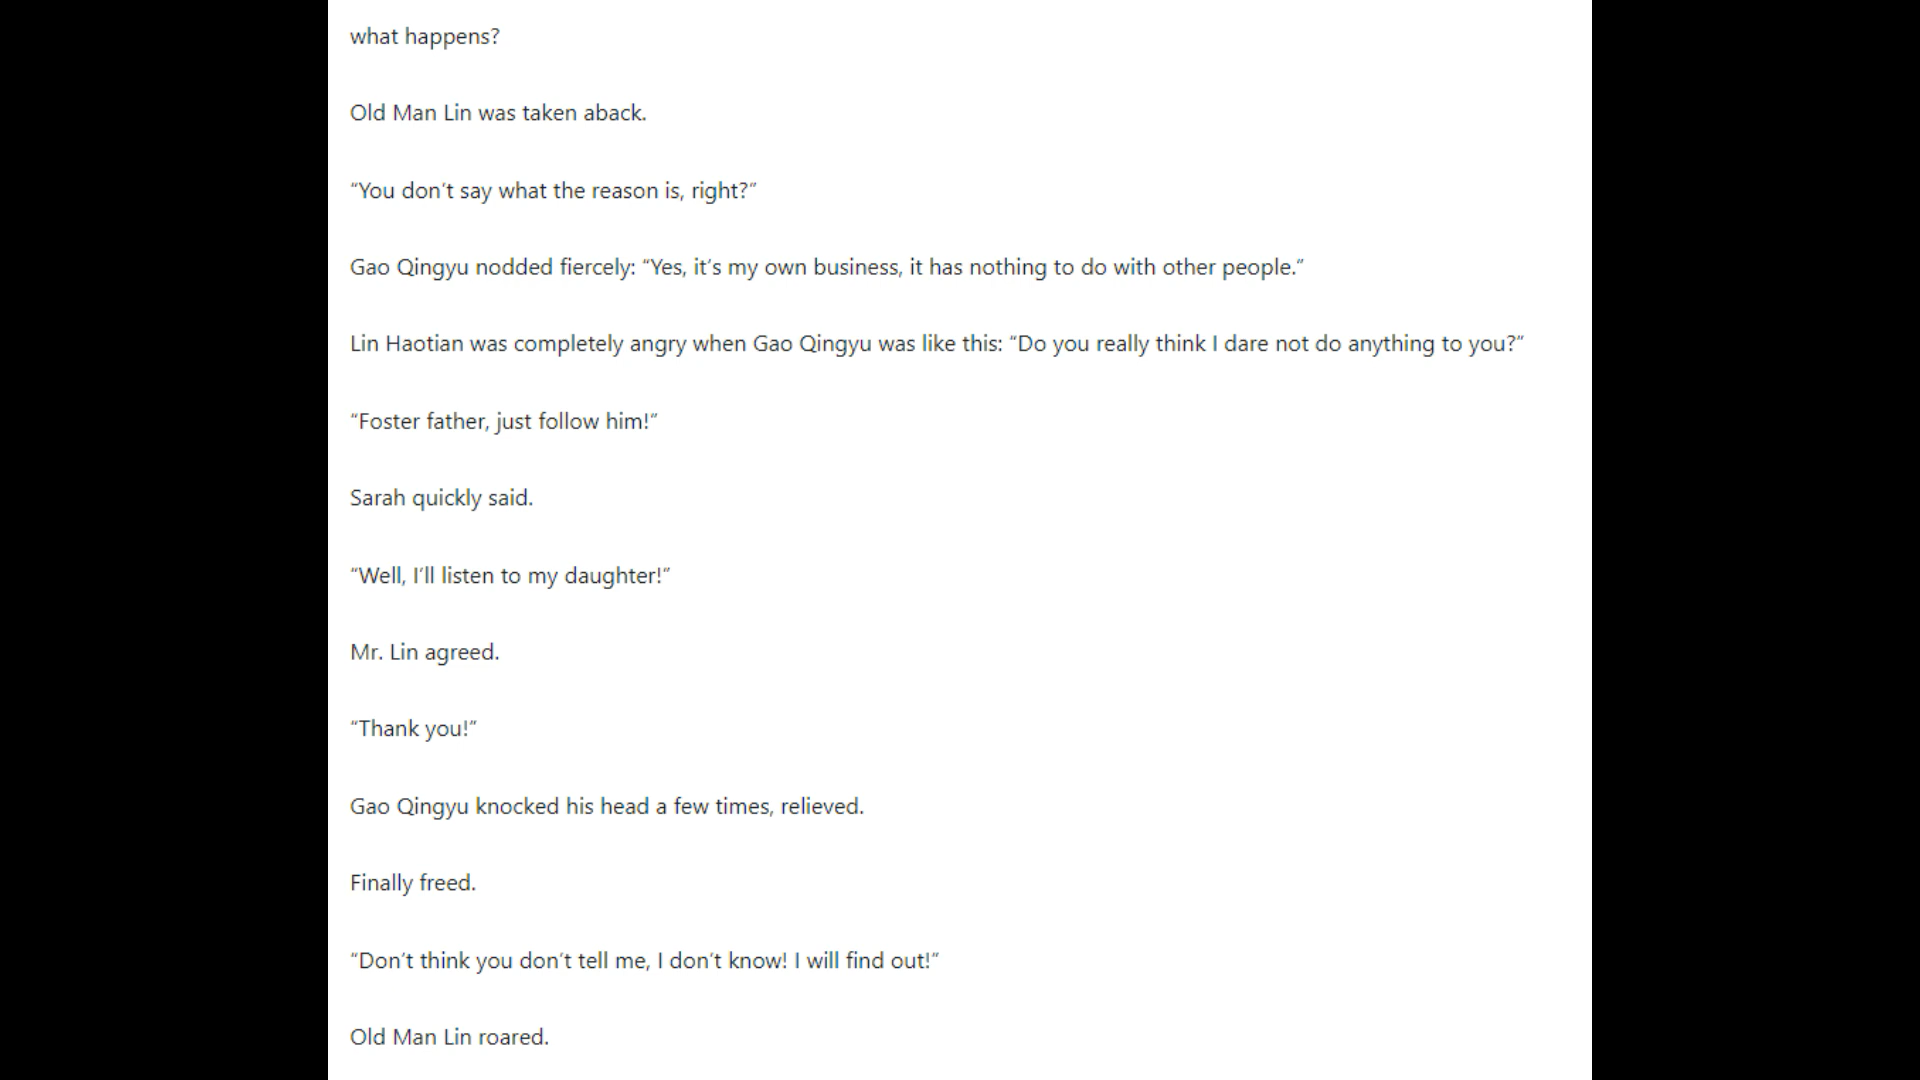 what happens?
Old Man Lin was taken aback.
“You don’t say what the reason is, right?”
Gao Qingyu nodded fiercely: “Yes, it’s my own business, it has nothing to do with other people.”
Lin Haotian was completely angry when Gao Qingyu was like this: “Do you really think I dare not do anything to you?”
“Foster father, just follow him!”
Sarah quickly said.
“Well, I’ll listen to my daughter!”
Mr. Lin agreed.
“Thank you!”
Gao Qingyu knocked his head a few times, relieved.
Finally freed.
“Don’t think you don’t tell me, I don’t know! I will find out!”
Old Man Lin roared.